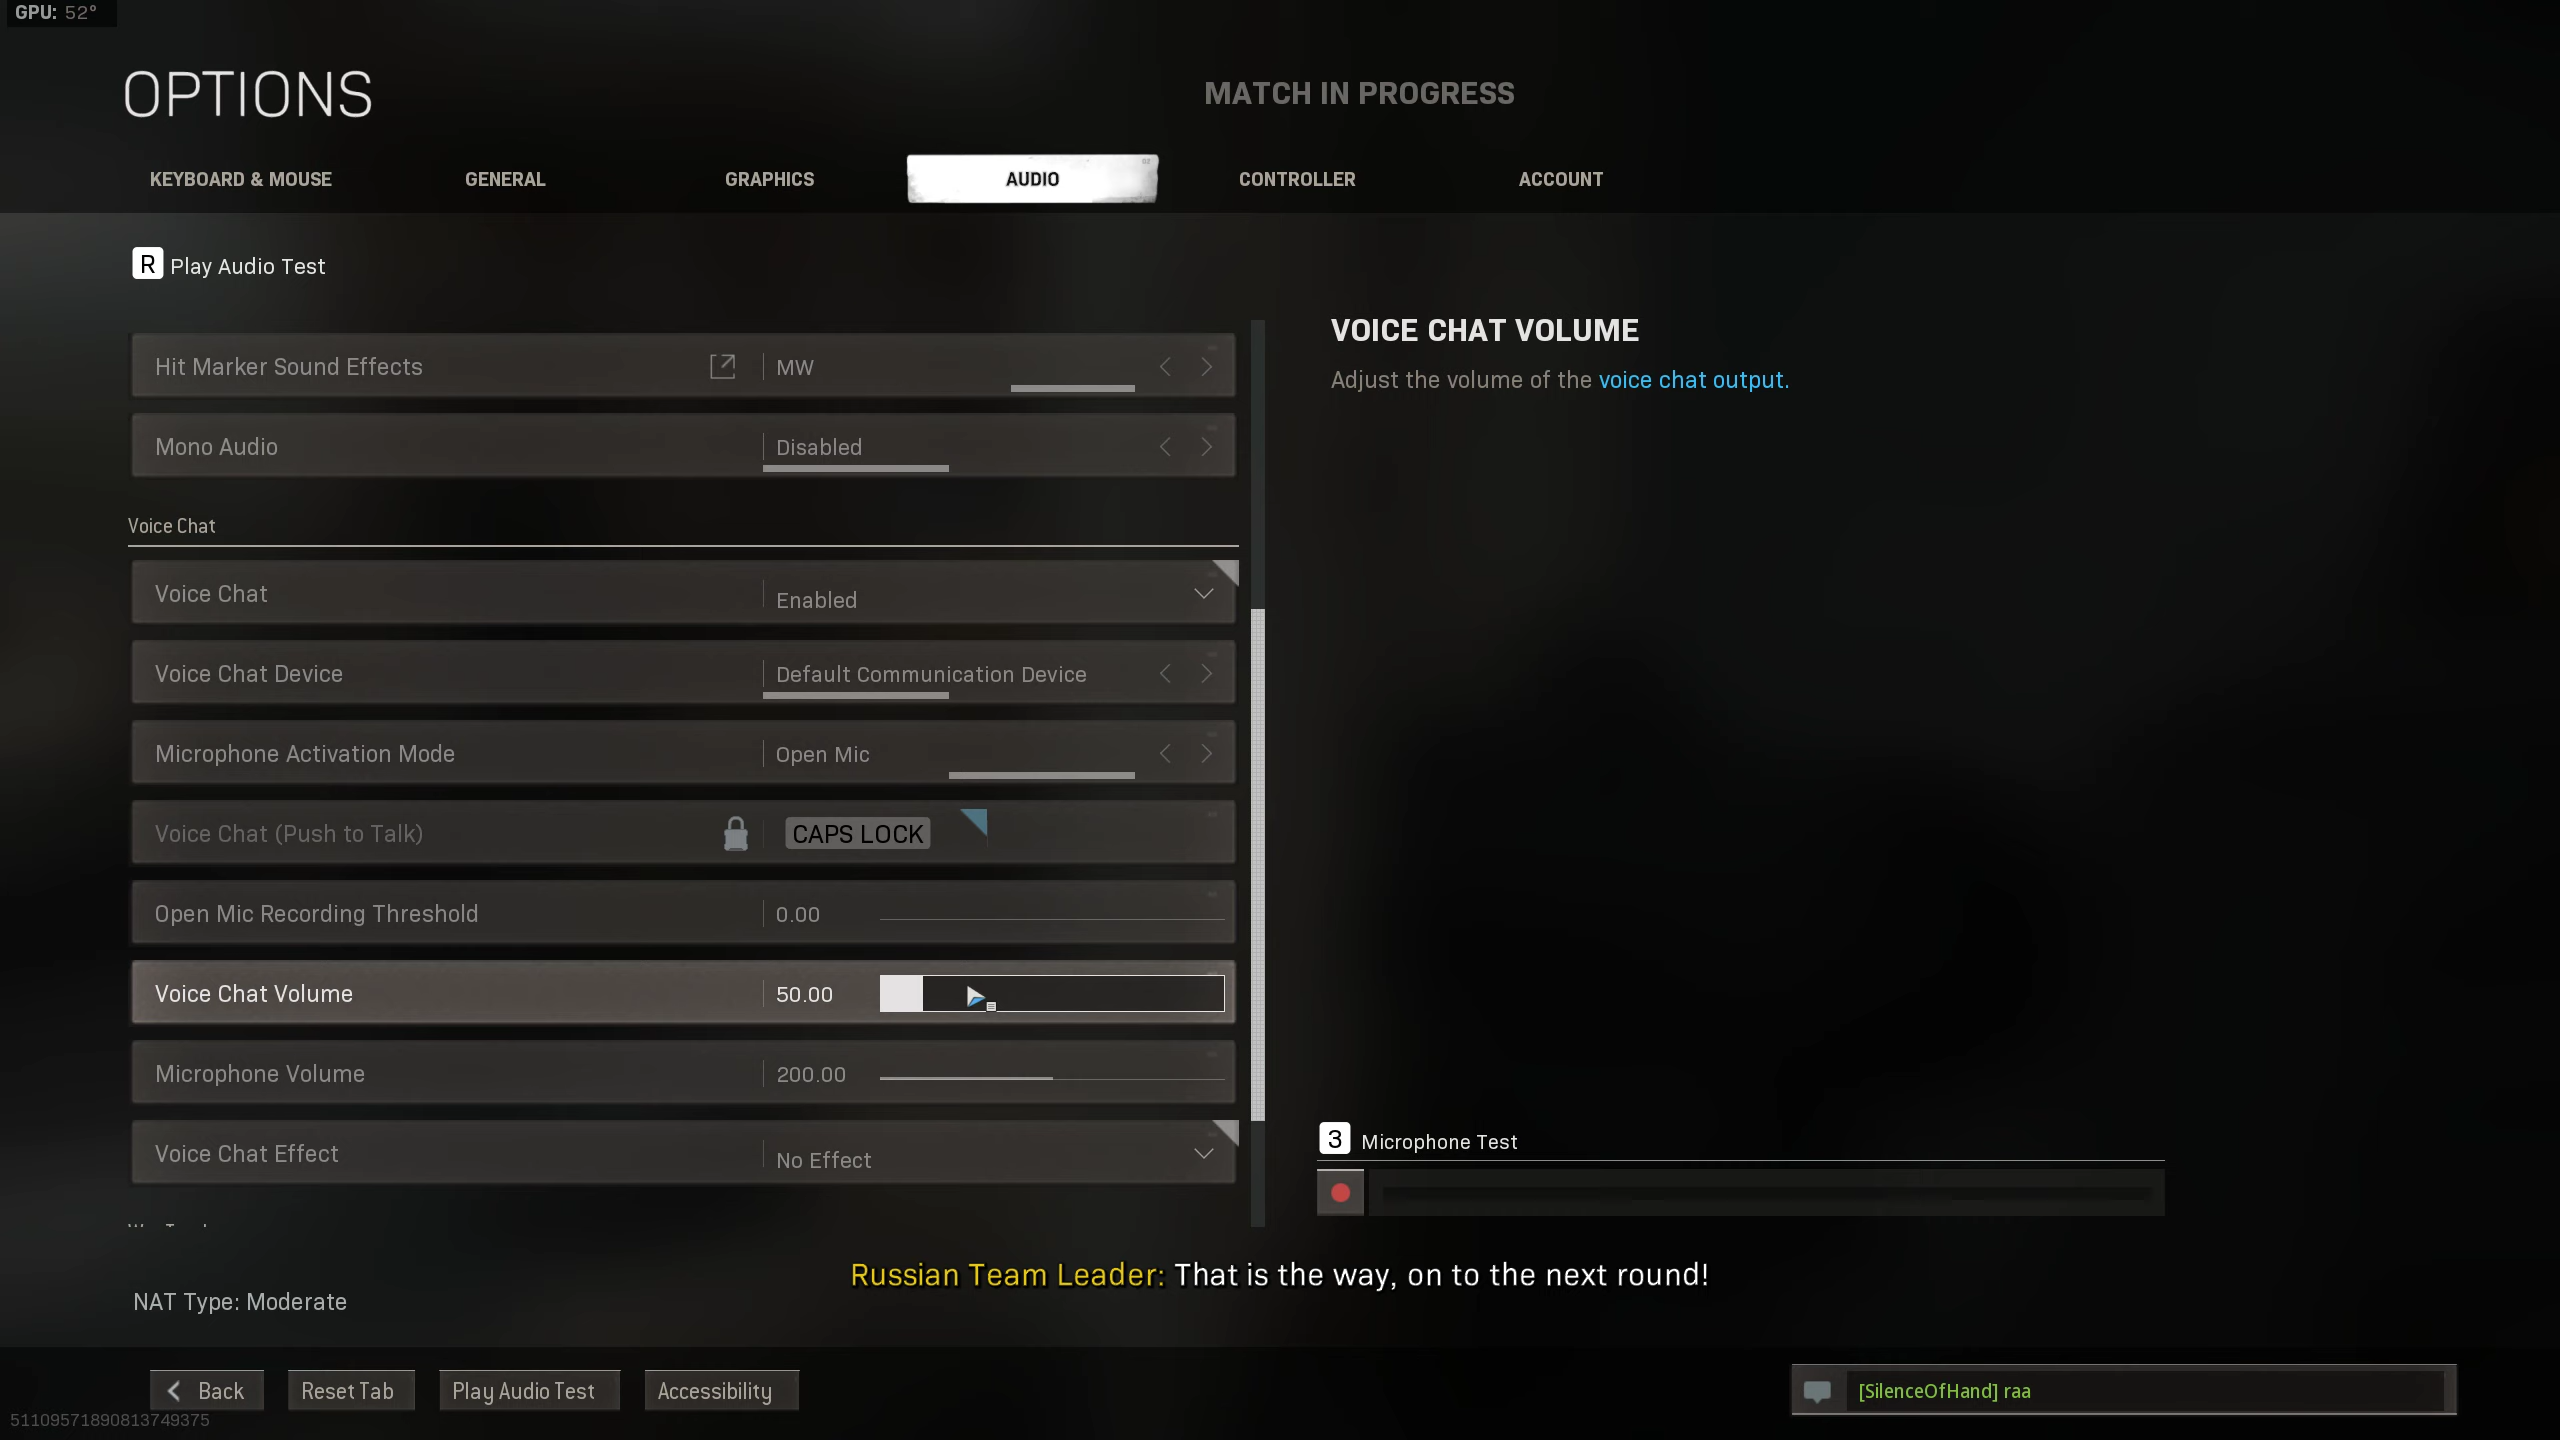 GPU: 52°
OPTIONS
MATCH IN PROGRESS
KEYBOARD & MOUSE
GENERAL
GRAPHICS
AUDIO
CONTROLLER
ACCOUNT
R Play Audio Test
Hit Marker Sound Effects MW
Mono Audio Disabled
Voice Chat
Voice Chat Enabled
Voice Chat Device Default Communication Device
Microphone Activation Mode Open Mic
Voice Chat (Push to Talk) CAPS LOCK
Open Mic Recording Threshold 0.00
Voice Chat Volume 50.00
Microphone Volume 200.00
Voice Chat Effect No Effect
VOICE CHAT VOLUME
Adjust the volume of the voice chat output.
3 Microphone Test
Russian Team Leader: That is the way, on to the next round!
NAT Type: Moderate
Back
Reset Tab
Play Audio Test
Accessibility
[SilenceOfHand] raa
51109571890813749375